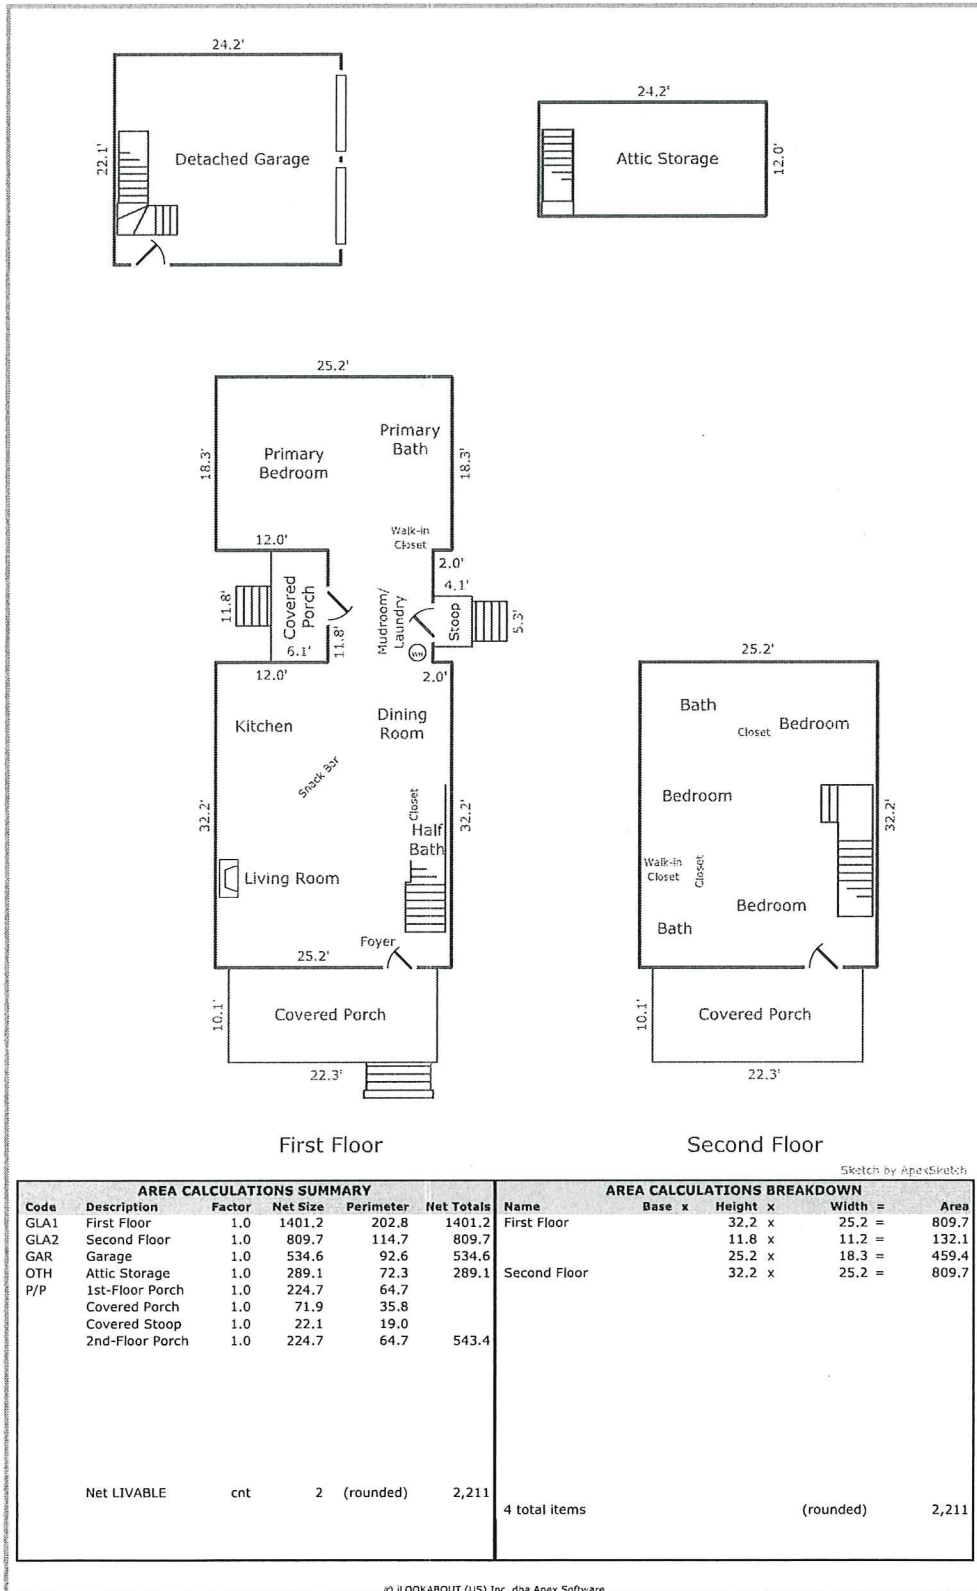 24.2'
22.1'
Detached Garage
24.2'
Attic Storage
12.0'
25.2'
18.3'
Primary
Bedroom
Primary
Bath
18.3'
Walk-in
Closet
12.0'
2.0'
11.8'
Covered
Porch
11.8'
Mudroom/
Laundry
4.1'
Stoop
5.3'
WH
6.1'
12.0'
2.0'
Kitchen
Dining
Room
Snack Bar
32.2'
Closet
32.2'
Half
Bath
Living Room
Foyer
25.2'
10.1'
Covered Porch
22.3'
First Floor
25.2'
Bath
Closet
Bedroom
Bedroom
32.2'
Walk-in
Closet
Closet
Bedroom
Bath
10.1'
Covered Porch
22.3'
Second Floor
Sketch by ApexSketch
AREA CALCULATIONS SUMMARY
Code Description Factor Net Size Perimeter Net Totals
GLA1 First Floor 1.0 1401.2 202.8 1401.2
GLA2 Second Floor 1.0 809.7 114.7 809.7
GAR Garage 1.0 534.6 92.6 534.6
OTH Attic Storage 1.0 289.1 72.3 289.1
P/P 1st-Floor Porch 1.0 224.7 64.7
Covered Porch 1.0 71.9 35.8
Covered Stoop 1.0 22.1 19.0
2nd-Floor Porch 1.0 224.7 64.7 543.4
Net LIVABLE cnt 2 (rounded) 2,211
AREA CALCULATIONS BREAKDOWN
Name Base x Height x Width = Area
First Floor 32.2 x 25.2 = 809.7
11.8 x 11.2 = 132.1
25.2 x 18.3 = 459.4
Second Floor 32.2 x 25.2 = 809.7
4 total items (rounded) 2,211
© iLOOKABOUT (US) Inc. dba Apex Software